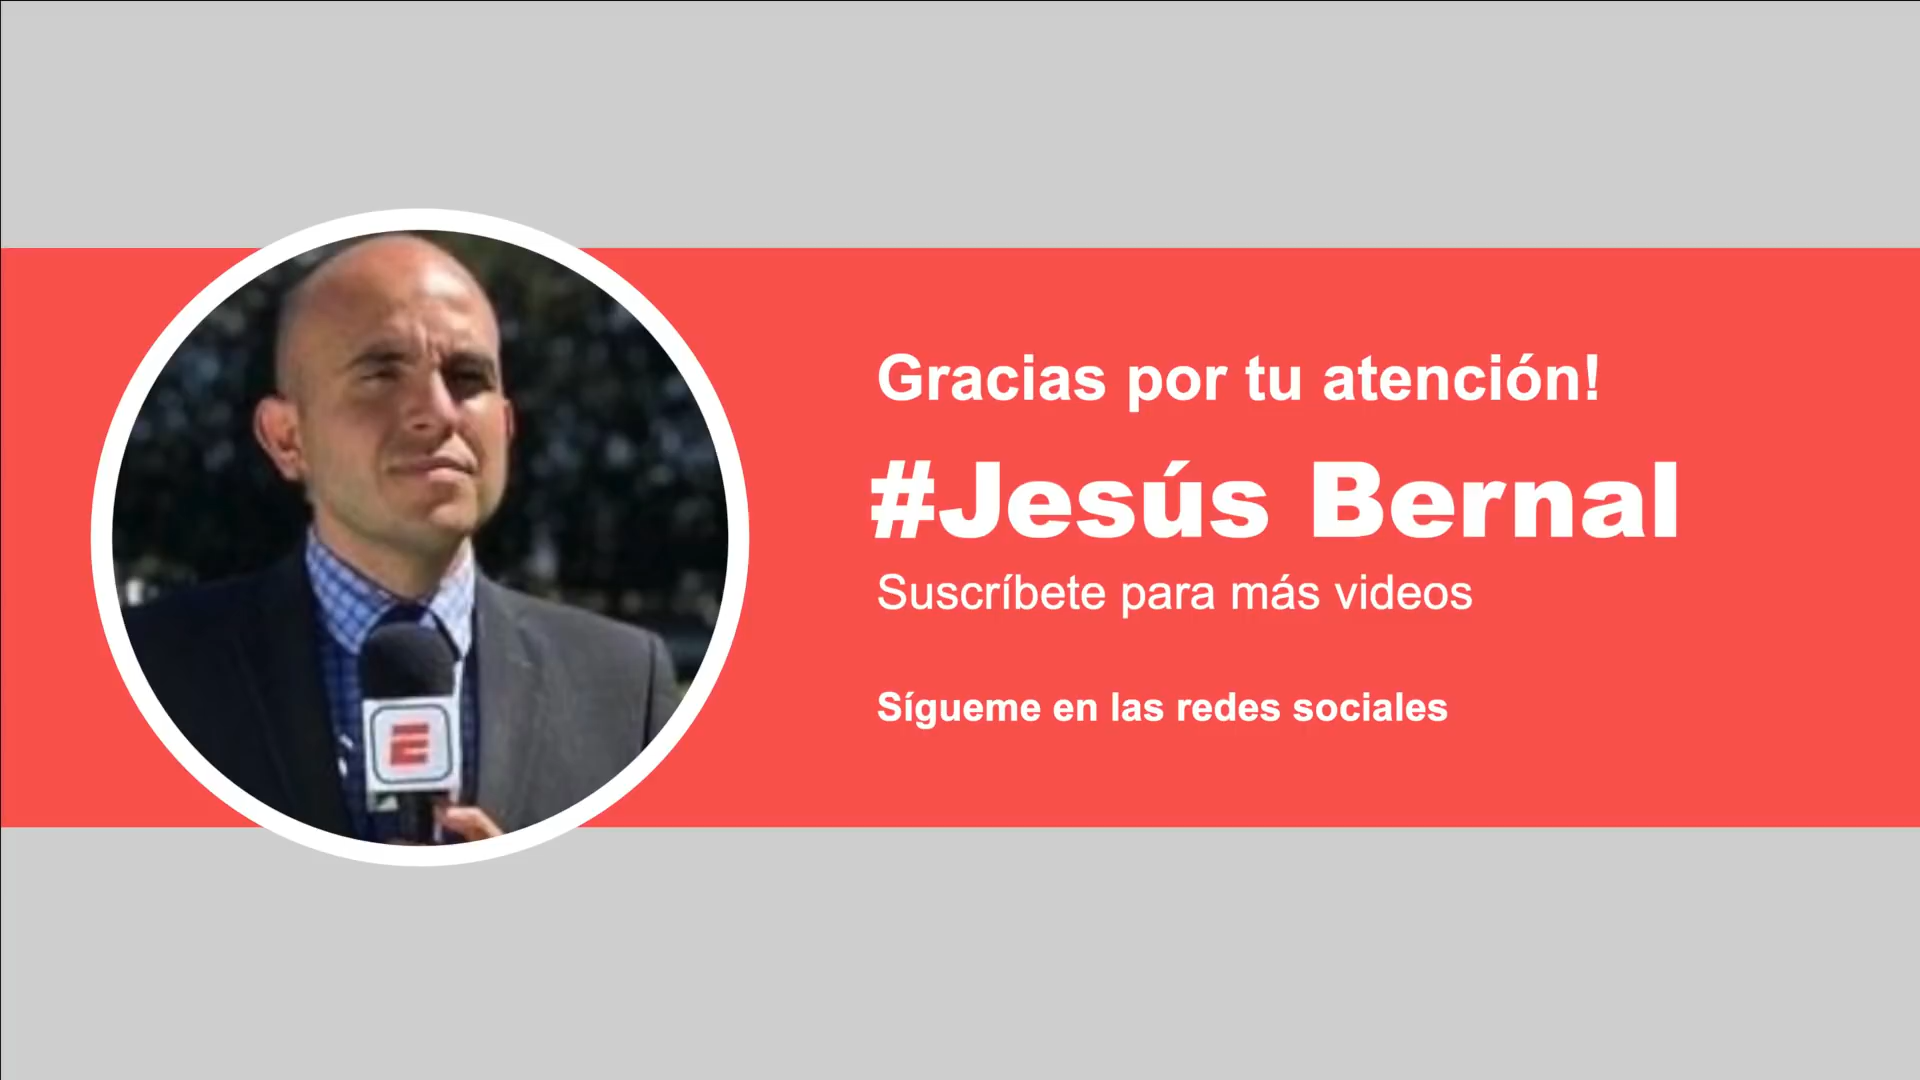 Gracias por tu atención!
#Jesús Bernal
Suscríbete para más videos
Sígueme en las redes sociales
E